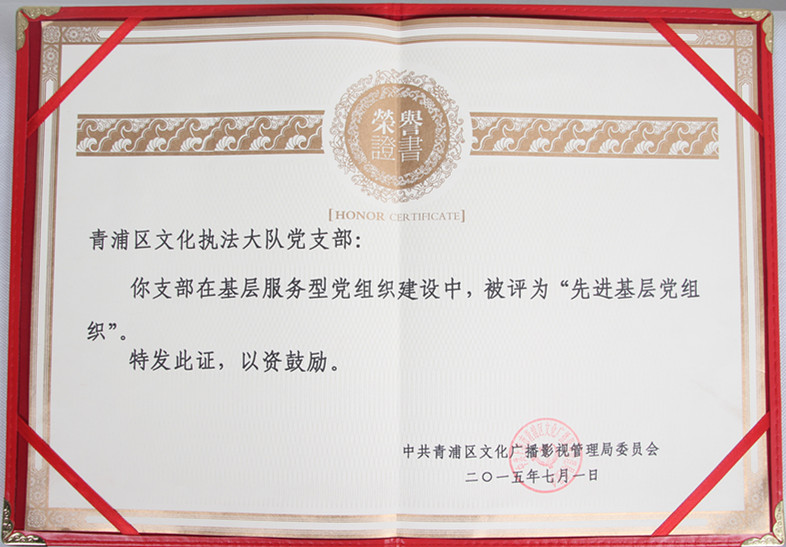 榮譽
證書
[HONOR CERTIFICATE]
青浦区文化执法大队党支部：
你支部在基层服务型党组织建设中，被评为“先进基层党组
织”。
特发此证，以资鼓励。
中共青浦区文化广播影视管理局委员会
二〇一五年七月一日